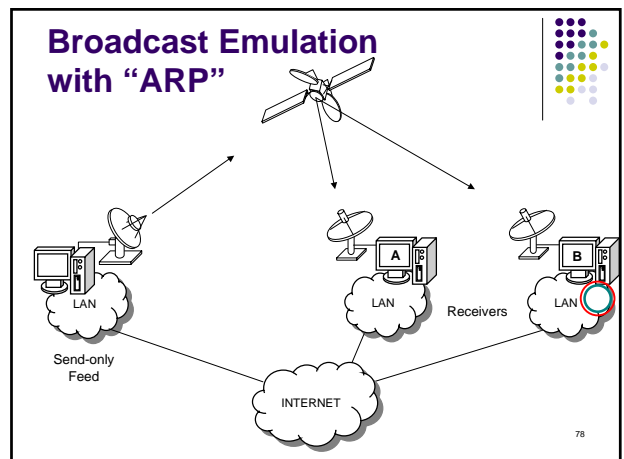 Broadcast Emulation
with “ARP”
A
B
LAN
LAN
Receivers
LAN
Send-only
Feed
INTERNET
78